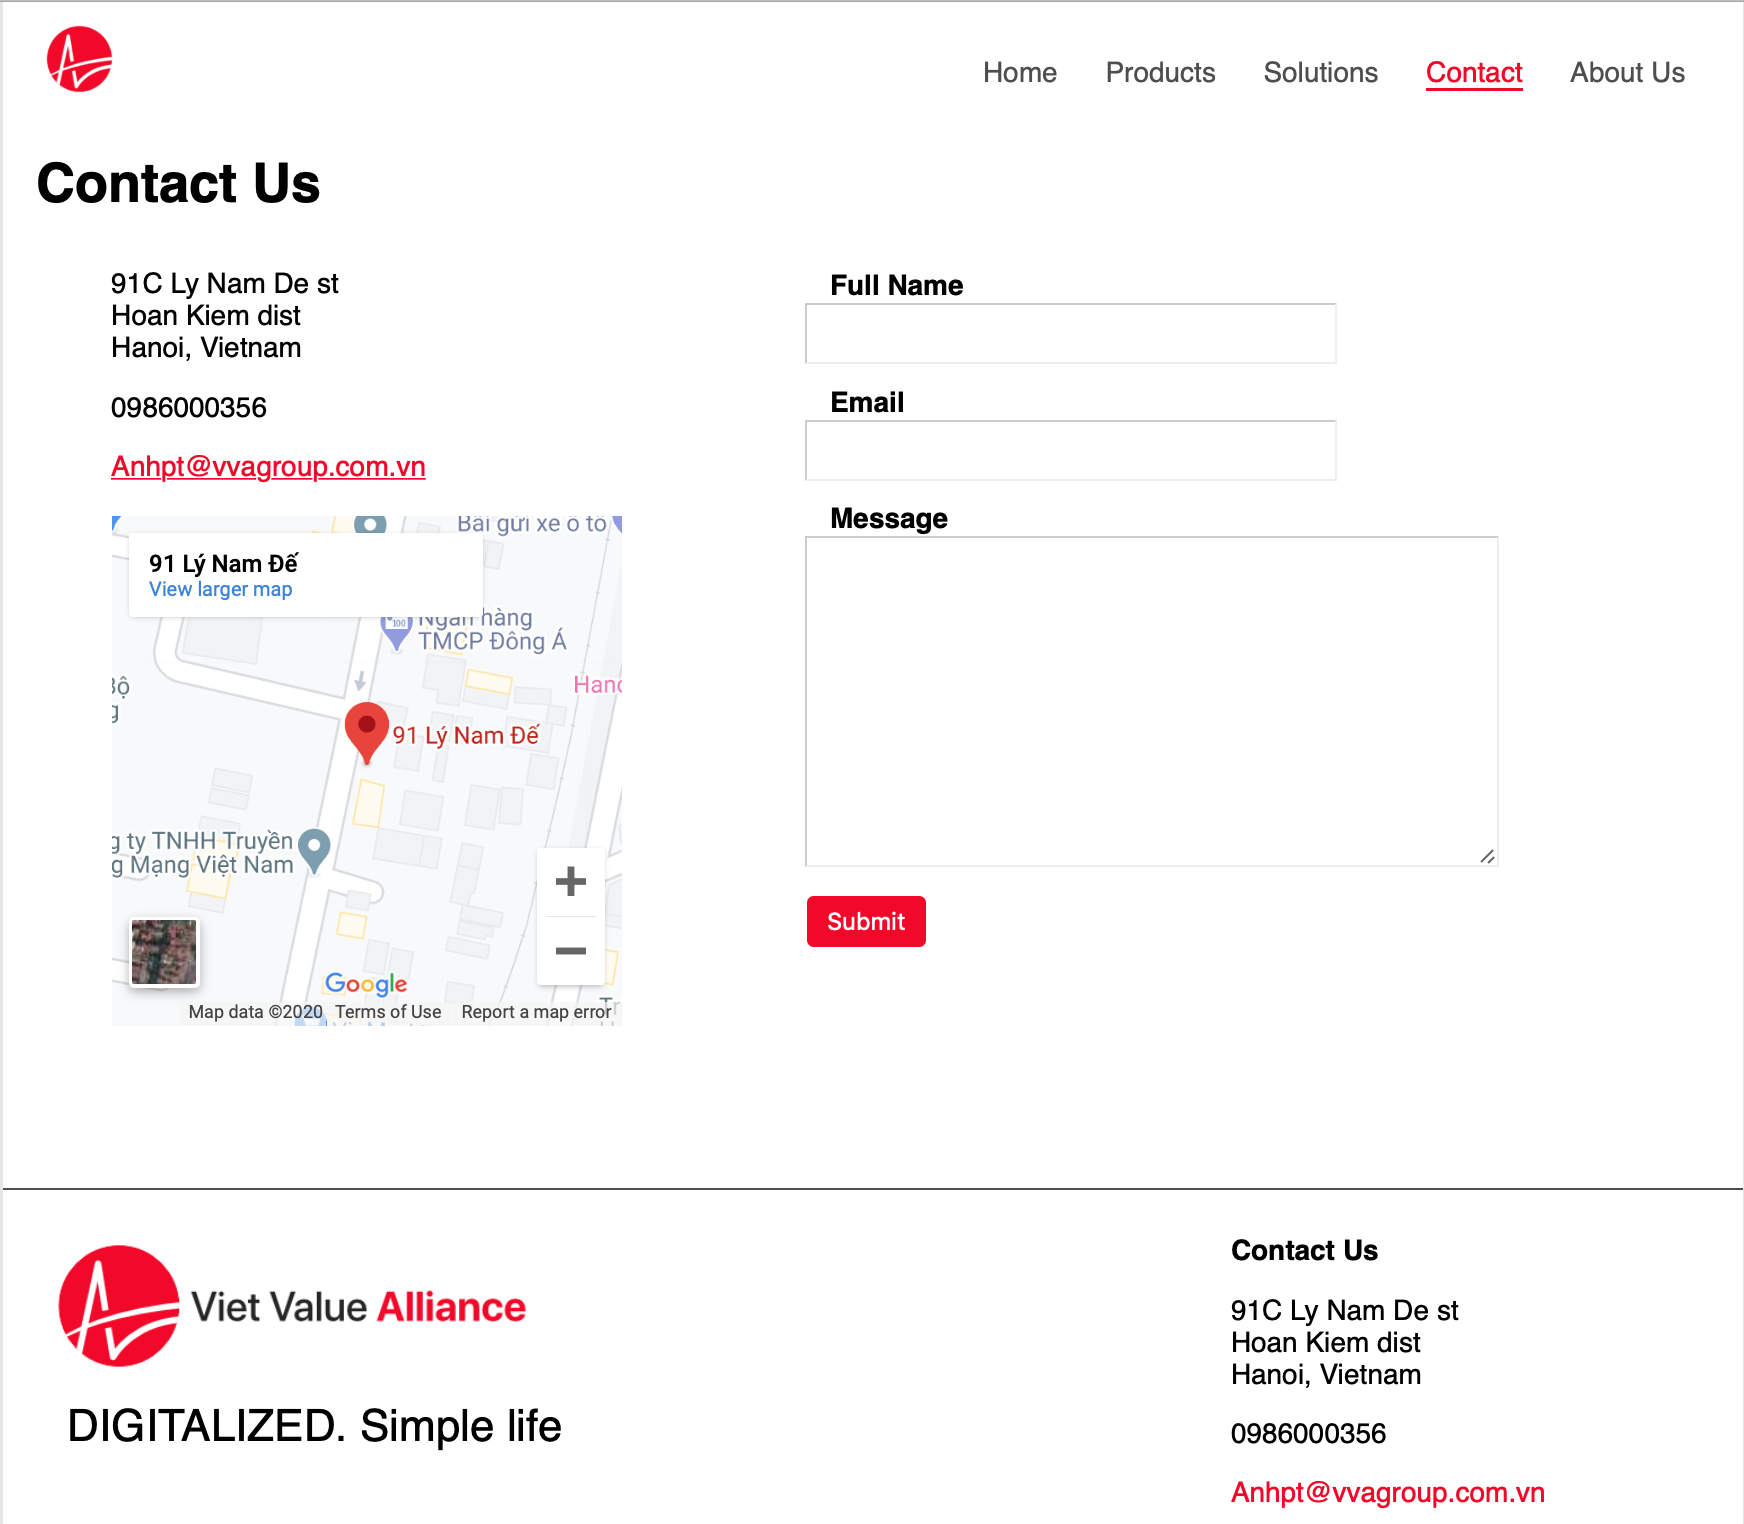 Home Products Solutions Contact About Us
Contact Us
91C Ly Nam De st
Hoan Kiem dist
Hanoi, Vietnam
0986000356
Anhpt@vvagroup.com.vn
Bãi gửi xe ô tô
91 Lý Nam Đế
View larger map
100
Ngân hàng
TMCP Đông Á
Hano
Bộ
g
91 Lý Nam Đế
g ty TNHH Truyền
g Mạng Việt Nam
Google
Tr
Map data ©2020 Terms of Use Report a map error
Full Name
Email
Message
Submit
Viet Value Alliance
DIGITALIZED. Simple life
Contact Us
91C Ly Nam De st
Hoan Kiem dist
Hanoi, Vietnam
0986000356
Anhpt@vvagroup.com.vn